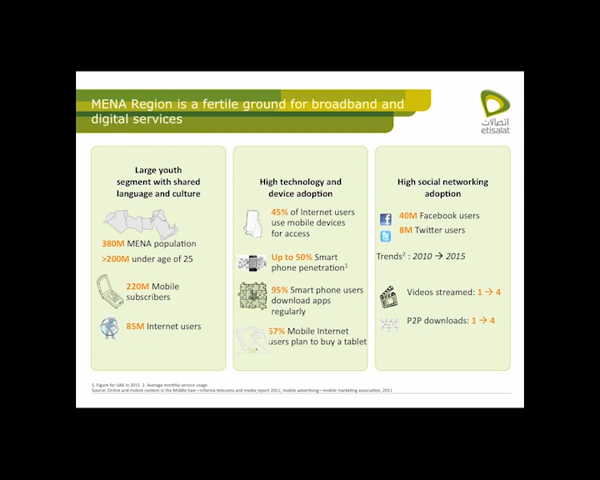 MENA Region is a fertile ground for broadband and
digital services
اتصالات
etisalat
Large youth
segment with shared
language and culture
380M MENA population
>200M under age of 25
220M Mobile
subscribers
85M Internet users
High technology and
device adoption
45% of Internet users
use mobile devices
for access
Up to 50% Smart
phone penetration1
95% Smart phone users
download apps
regularly
57% Mobile Internet
users plan to buy a tablet
High social networking
adoption
40M Facebook users
8M Twitter users
Trends2 : 2010 → 2015
Videos streamed: 1 → 4
P2P downloads: 1 → 4
1. Figure for UAE in 2011 2. Average monthly service usage
Source: Online and mobile content in the Middle East—informa telecoms and media report 2011, mobile advertising—mobile marketing association, 2011